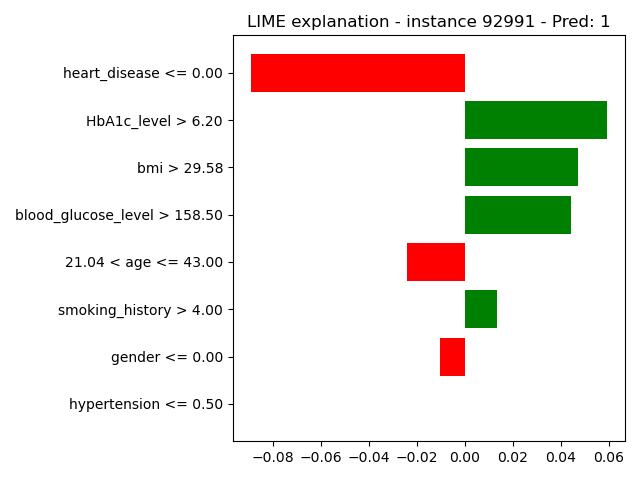 LIME explanation - instance 92991 - Pred: 1
heart_disease <= 0.00
HbA1c_level > 6.20
bmi > 29.58
blood_glucose_level > 158.50
21.04 < age <= 43.00
smoking_history > 4.00
gender <= 0.00
hypertension <= 0.50
−0.08 −0.06 −0.04 −0.02 0.00 0.02 0.04 0.06